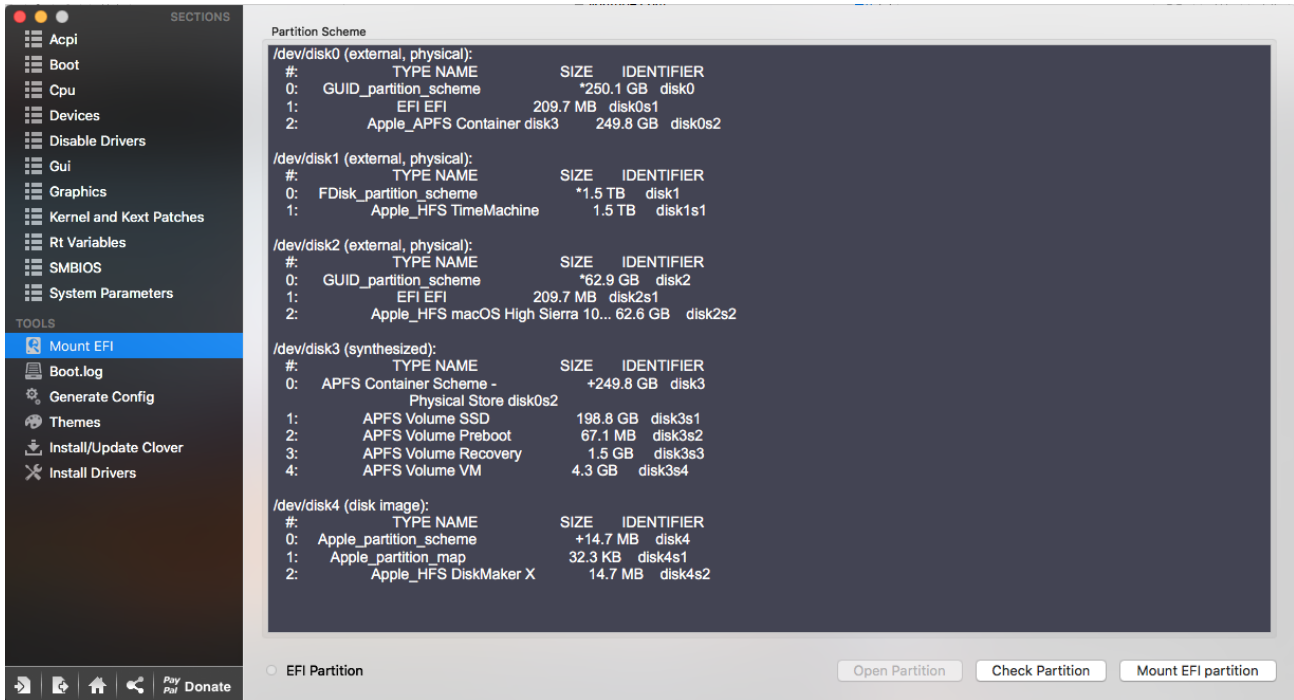 SECTIONS
Acpi
Boot
Cpu
Devices
Disable Drivers
Gui
Graphics
Kernel and Kext Patches
Rt Variables
SMBIOS
System Parameters
TOOLS
Mount EFI
Boot.log
Generate Config
Themes
Install/Update Clover
Install Drivers
Pay
Pal Donate
Partition Scheme
/dev/disk0 (external, physical):
#: TYPE NAME SIZE IDENTIFIER
0: GUID_partition_scheme *250.1 GB disk0
1: EFI EFI 209.7 MB disk0s1
2: Apple_APFS Container disk3 249.8 GB disk0s2
/dev/disk1 (external, physical):
#: TYPE NAME SIZE IDENTIFIER
0: FDisk_partition_scheme *1.5 TB disk1
1: Apple_HFS TimeMachine 1.5 TB disk1s1
/dev/disk2 (external, physical):
#: TYPE NAME SIZE IDENTIFIER
0: GUID_partition_scheme *62.9 GB disk2
1: EFI EFI 209.7 MB disk2s1
2: Apple_HFS macOS High Sierra 10... 62.6 GB disk2s2
/dev/disk3 (synthesized):
#: TYPE NAME SIZE IDENTIFIER
0: APFS Container Scheme - +249.8 GB disk3
Physical Store disk0s2
1: APFS Volume SSD 198.8 GB disk3s1
2: APFS Volume Preboot 67.1 MB disk3s2
3: APFS Volume Recovery 1.5 GB disk3s3
4: APFS Volume VM 4.3 GB disk3s4
/dev/disk4 (disk image):
#: TYPE NAME SIZE IDENTIFIER
0: Apple_partition_scheme +14.7 MB disk4
1: Apple_partition_map 32.3 KB disk4s1
2: Apple_HFS DiskMaker X 14.7 MB disk4s2
EFI Partition
Open Partition
Check Partition
Mount EFI partition